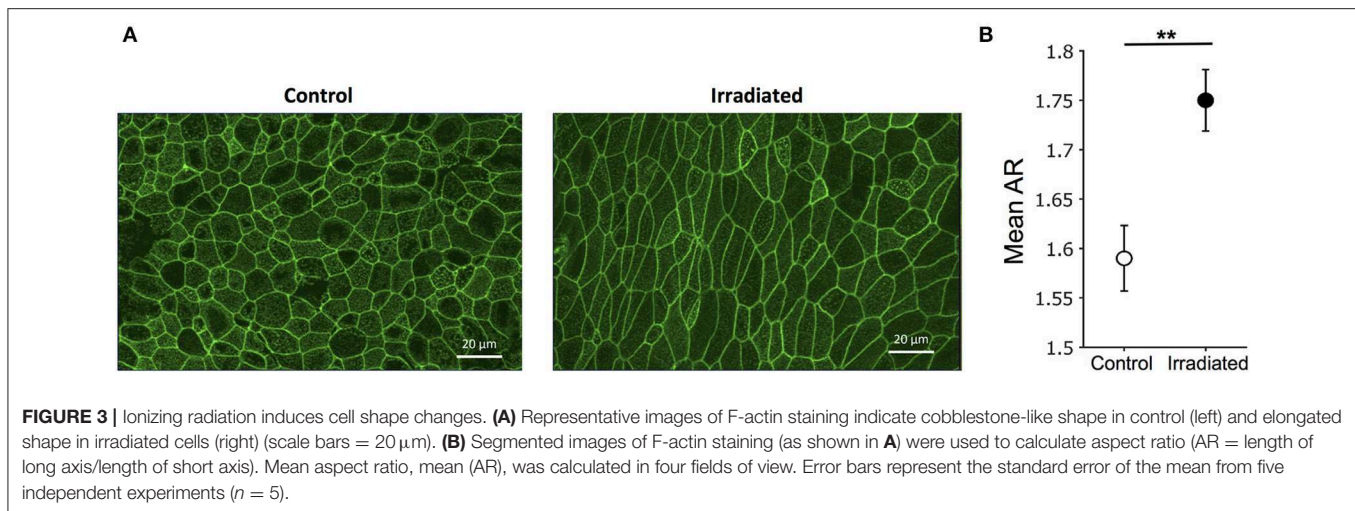 A
Control
Irradiated
20 µm
20 µm
B
**
Mean AR
1.8
1.75
1.7
1.65
1.6
1.55
1.5
Control
Irradiated
FIGURE 3 | Ionizing radiation induces cell shape changes. (A) Representative images of F-actin staining indicate cobblestone-like shape in control (left) and elongated
shape in irradiated cells (right) (scale bars = 20 µm). (B) Segmented images of F-actin staining (as shown in A) were used to calculate aspect ratio (AR = length of
long axis/length of short axis). Mean aspect ratio, mean (AR), was calculated in four fields of view. Error bars represent the standard error of the mean from five
independent experiments (n = 5).